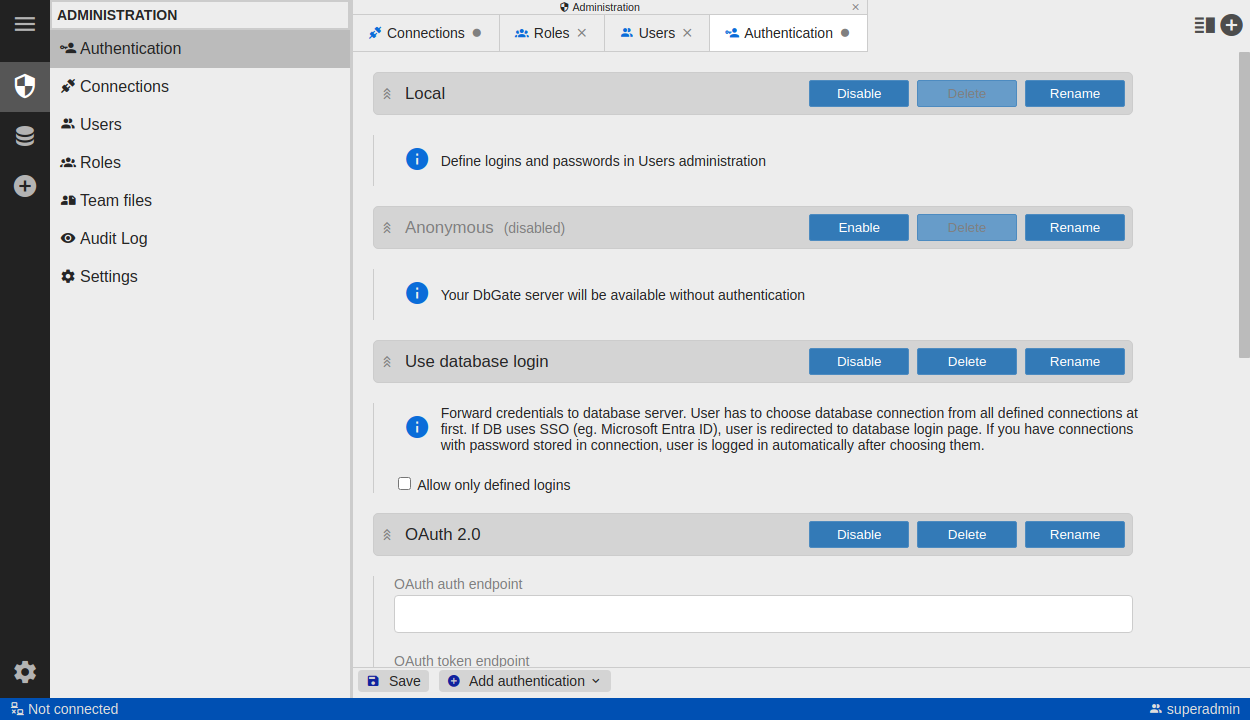 ADMINISTRATION
Authentication
Connections
Users
Roles
Team files
Audit Log
Settings
Administration
Connections
Roles
Users
Authentication
Local
Disable
Delete
Rename
Define logins and passwords in Users administration
Anonymous (disabled)
Enable
Delete
Rename
Your DbGate server will be available without authentication
Use database login
Disable
Delete
Rename
Forward credentials to database server. User has to choose database connection from all defined connections at
first. If DB uses SSO (eg. Microsoft Entra ID), user is redirected to database login page. If you have connections
with password stored in connection, user is logged in automatically after choosing them.
Allow only defined logins
OAuth 2.0
Disable
Delete
Rename
OAuth auth endpoint
OAuth token endpoint
Save
Add authentication
Not connected
superadmin